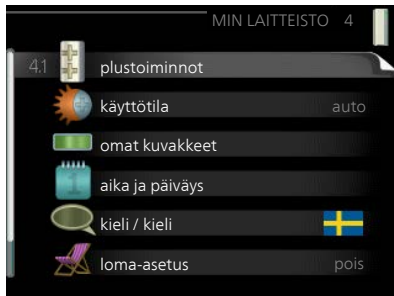 MIN LAITTEISTO 4
4.1 plustoiminnot
käyttötila auto
omat kuvakkeet
aika ja päiväys
kieli / kieli
loma-asetus pois